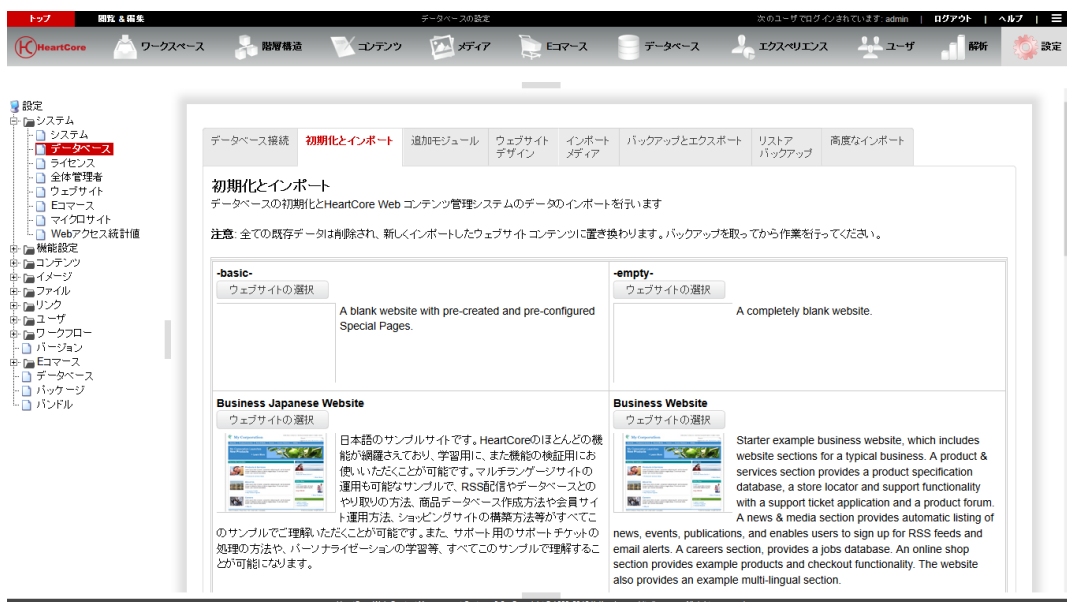 トップ 閲覧 & 編集 データベースの設定 次のユーザでログインされています: admin | ログアウト | ヘルプ |
HeartCore ワークスペース 階層構造 コンテンツ メディア Eコマース データベース エクスペリエンス ユーザ 解析 設定
設定
システム
システム
データベース
ライセンス
全体管理者
ウェブサイト
Eコマース
マイクロサイト
Webアクセス統計値
機能設定
コンテンツ
イメージ
ファイル
リンク
ユーザ
ワークフロー
バージョン
Eコマース
データベース
パッケージ
バンドル
データベース接続 初期化とインポート 追加モジュール ウェブサイト デザイン インポート メディア バックアップとエクスポート リストア バックアップ 高度なインポート
初期化とインポート
データベースの初期化とHeartCore Web コンテンツ管理システムのデータのインポートを行います
注意: 全ての既存データは削除され、新しくインポートしたウェブサイト コンテンツに置き換わります。バックアップを取ってから作業を行ってください。
-basic-
ウェブサイトの選択
A blank website with pre-created and pre-configured
Special Pages.
-empty-
ウェブサイトの選択
A completely blank website.
Business Japanese Website
ウェブサイトの選択
日本語のサンプルサイトです。HeartCoreのほとんどの機
能が網羅さえており、学習用に、また機能の検証用にお
使いいただくことが可能です。マルチランゲージサイトの
運用も可能なサンプルで、RSS配信やデータベースとの
やり取りの方法、商品データベース作成方法や会員サイ
ト運用方法、ショッピングサイトの構築方法等がすべてこ
のサンプルでご理解いただくことが可能です。また、サポート用のサポートチケットの
処理の方法や、パーソナライゼーションの学習等、すべてこのサンプルで理解するこ
とが可能になります。
Business Website
ウェブサイトの選択
Starter example business website, which includes
website sections for a typical business. A product &
services section provides a product specification
database, a store locator and support functionality
with a support ticket application and a product forum.
A news & media section provides automatic listing of
news, events, publications, and enables users to sign up for RSS feeds and
email alerts. A careers section, provides a jobs database. An online shop
section provides example products and checkout functionality. The website
also provides an example multi-lingual section.